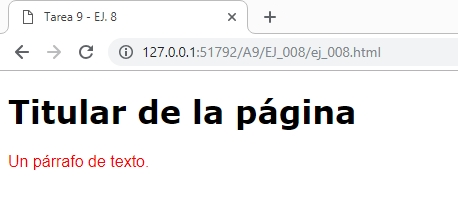 Tarea 9 - EJ. 8
127.0.0.1:51792/A9/EJ_008/ej_008.html
Titular de la página
Un párrafo de texto.